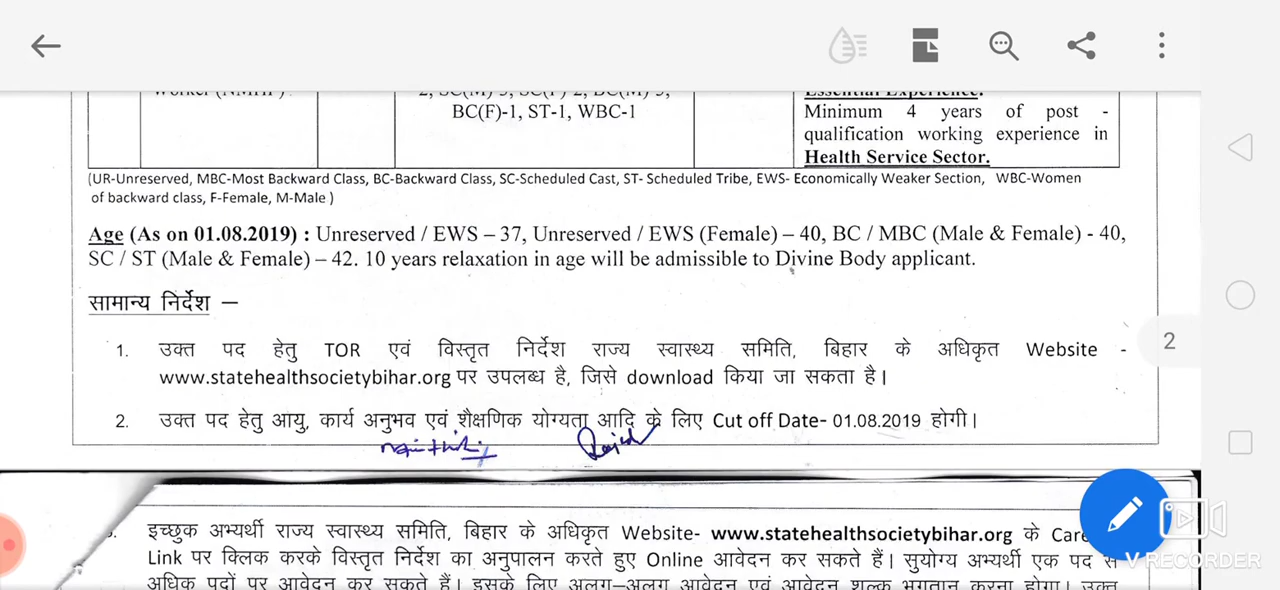 BC(F)-1, ST-1, WBC-1
Essential Experience:
Minimum 4 years of post -
qualification working experience in
Health Service Sector.
(UR-Unreserved, MBC-Most Backward Class, BC-Backward Class, SC-Scheduled Cast, ST- Scheduled Tribe, EWS- Economically Weaker Section, WBC-Women
of backward class, F-Female, M-Male )
Age (As on 01.08.2019) : Unreserved / EWS – 37, Unreserved / EWS (Female) – 40, BC / MBC (Male & Female) - 40,
SC / ST (Male & Female) – 42. 10 years relaxation in age will be admissible to Divine Body applicant.
सामान्य निर्देश –
1. उक्त पद हेतु TOR एवं विस्तृत निर्देश राज्य स्वास्थ्य समिति, बिहार के अधिकृत Website -
www.statehealthsocietybihar.org पर उपलब्ध है, जिसे download किया जा सकता है।
2. उक्त पद हेतु आयु, कार्य अनुभव एवं शैक्षणिक योग्यता आदि के लिए Cut off Date- 01.08.2019 होगी।
2
इच्छुक अभ्यर्थी राज्य स्वास्थ्य समिति, बिहार के अधिकृत Website- www.statehealthsocietybihar.org के
Link पर क्लिक करके विस्तृत निर्देश का अनुपालन करते हुए Online आवेदन कर सकते हैं। सुयोग्य अभ्यर्थी एक पद से
अधिक पदों पर आवेदन कर सकते हैं। इसके लिए अलग–अलग आवेदन एवं आवेदन शुल्क भुगतान करना होगा। उक्त
V RECORDER